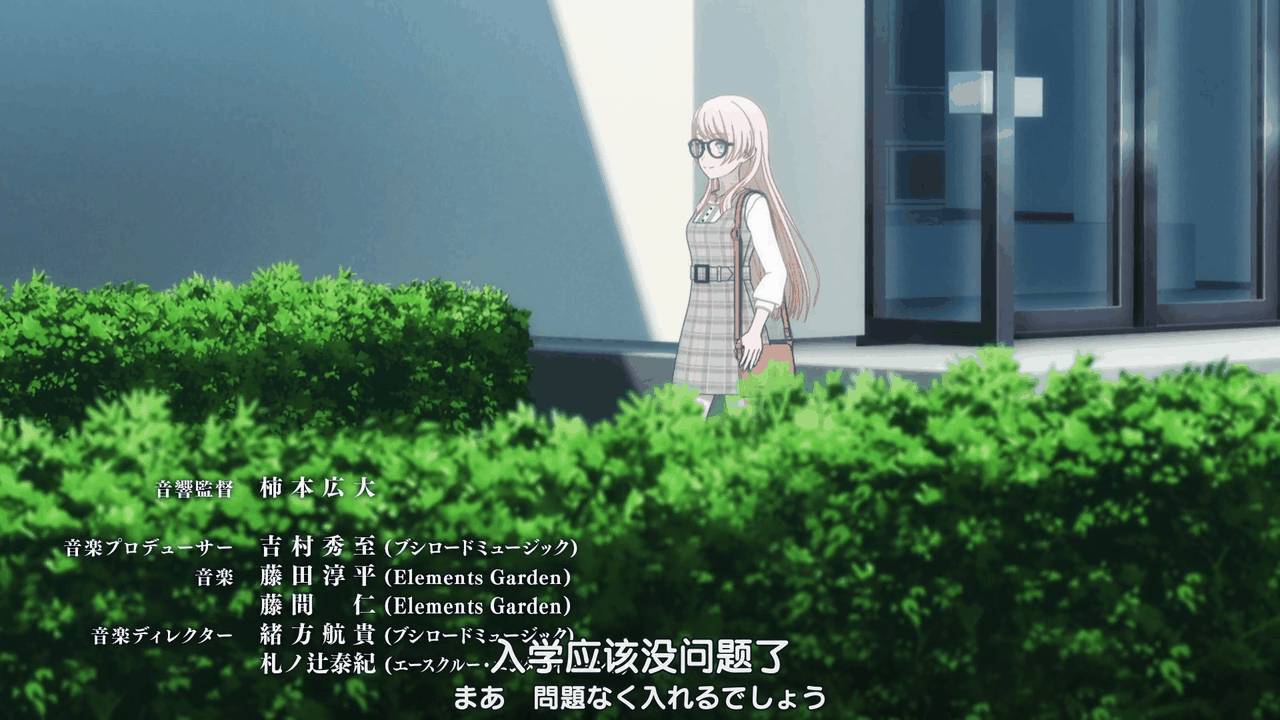 音響監督 柿本広大
音楽プロデューサー 吉村秀至 (ブシロードミュージック)
音楽 藤田淳平 (Elements Garden)
藤間 仁 (Elements Garden)
音楽ディレクター 緒方航貴 (ブシロードミュージック)
札ノ辻泰紀 (エースクルー・
入学应该没问题了
まあ 問題なく入れるでしょう